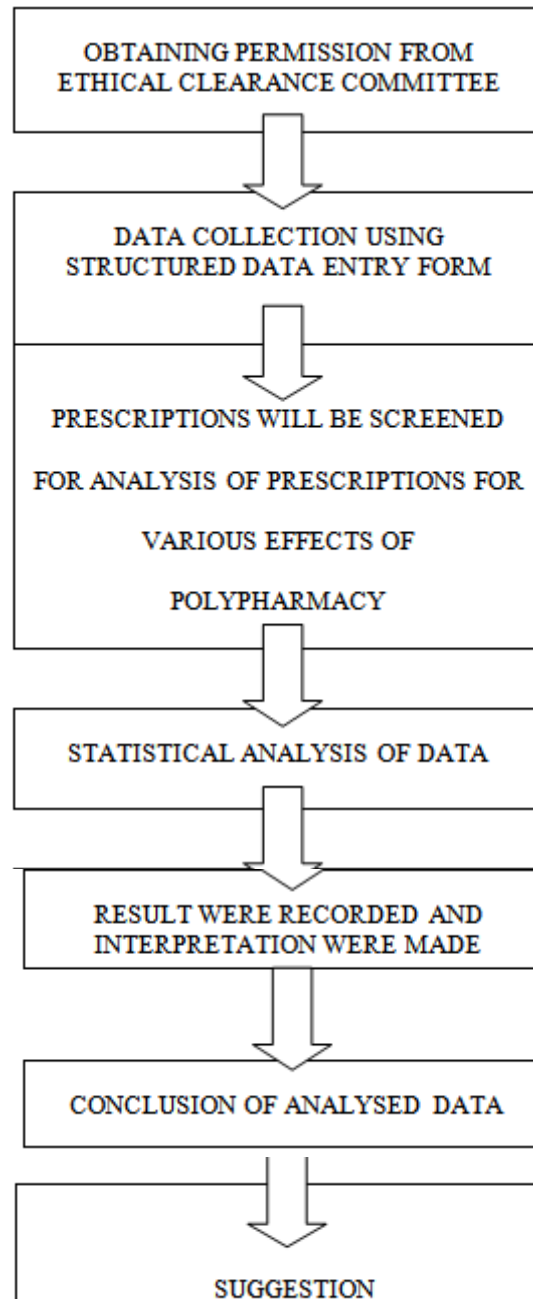 OBTAINING PERMISSION FROM
ETHICAL CLEARANCE COMMITTEE
DATA COLLECTION USING
STRUCTURED DATA ENTRY FORM
PRESCRIPTIONS WILL BE SCREENED
FOR ANALYSIS OF PRESCRIPTIONS FOR
VARIOUS EFFECTS OF
POLYPHARMACY
STATISTICAL ANALYSIS OF DATA
RESULT WERE RECORDED AND
INTERPRETATION WERE MADE
CONCLUSION OF ANALYSED DATA
SUGGESTION